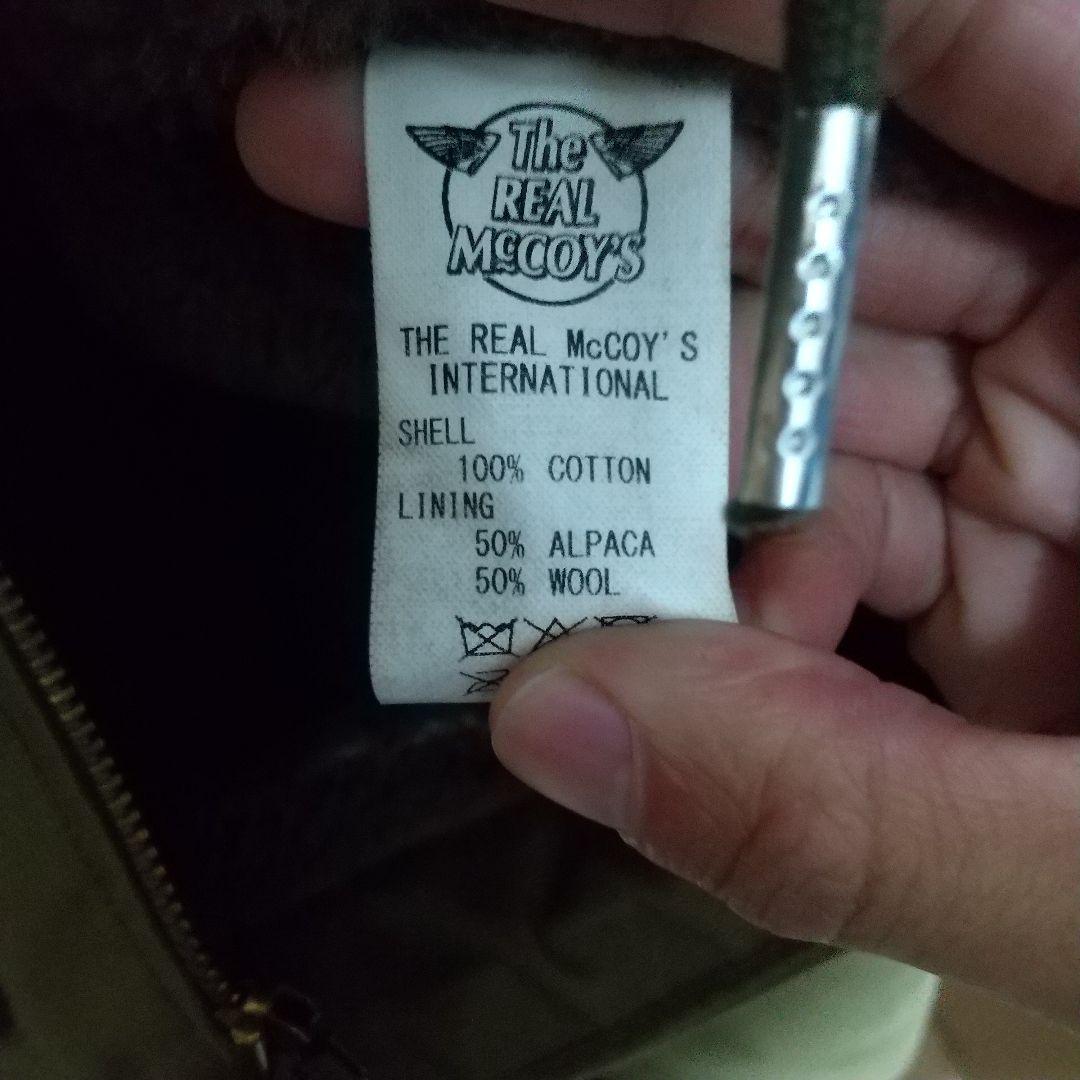 The
REAL
McCOY'S
THE REAL McCOY'S
INTERNATIONAL
SHELL
100% COTTON
LINING
50% ALPACA
50% WOOL